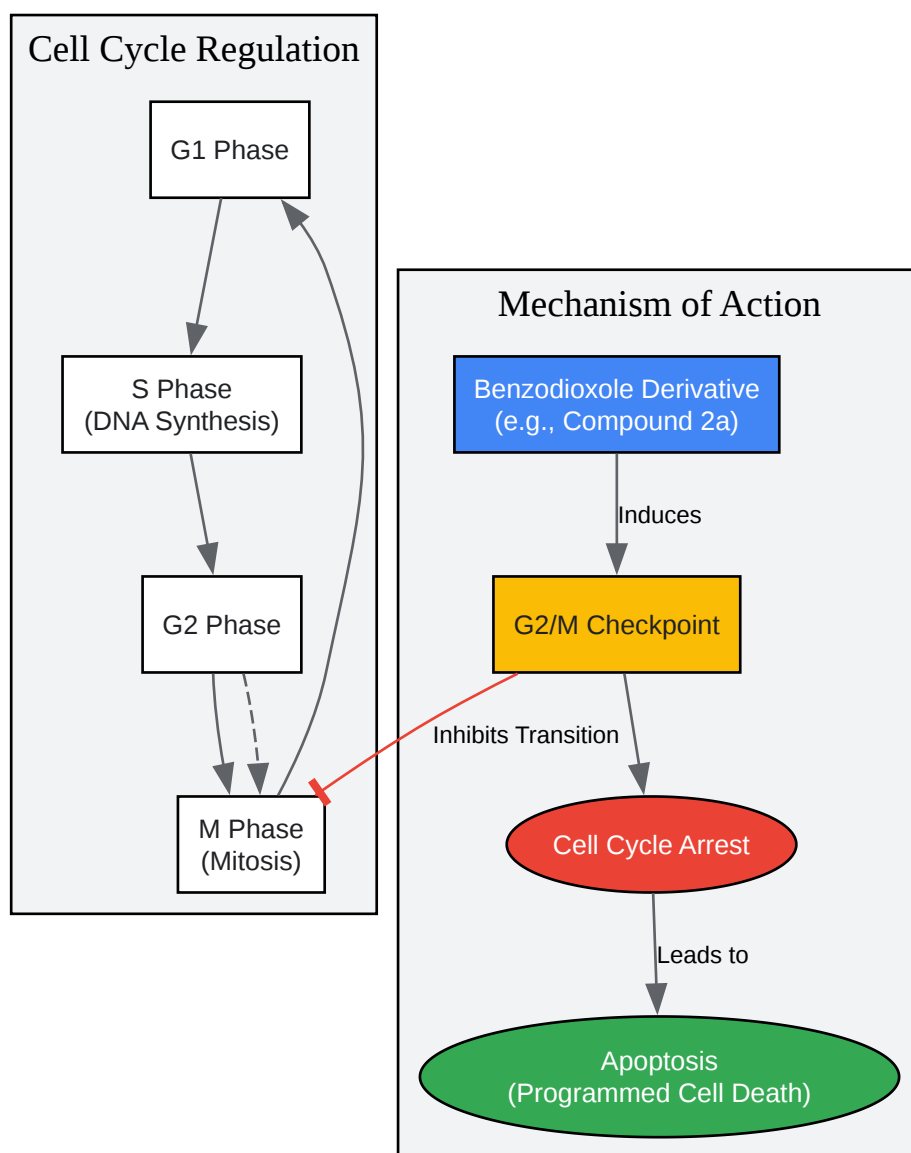 Cell Cycle Regulation
G1 Phase
S Phase
(DNA Synthesis)
G2 Phase
M Phase
(Mitosis)
Mechanism of Action
Benzodioxole Derivative
(e.g., Compound 2a)
Induces
G2/M Checkpoint
Inhibits Transition
Cell Cycle Arrest
Leads to
Apoptosis
(Programmed Cell Death)